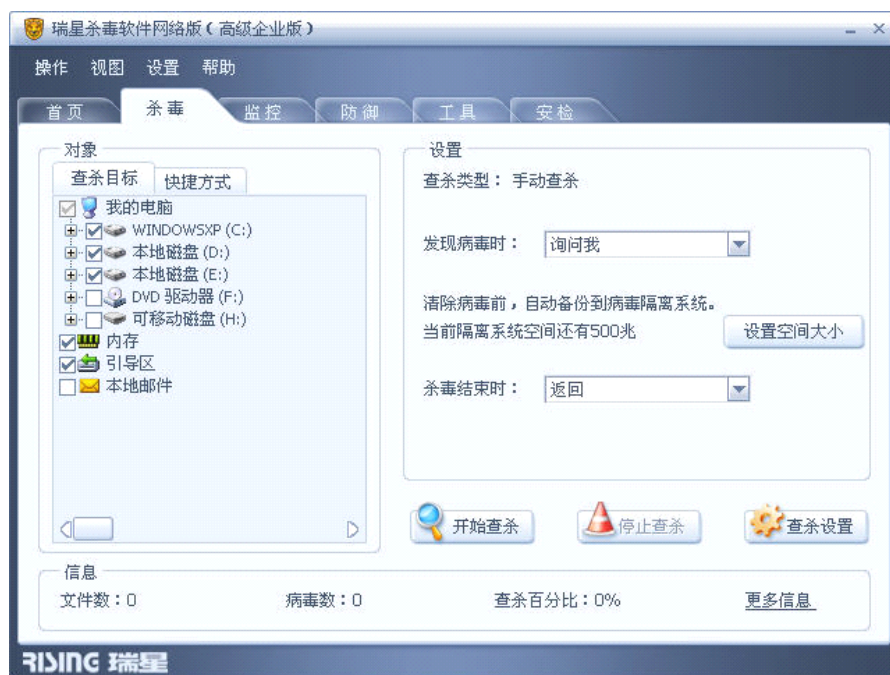 瑞星杀毒软件网络版(高级企业版)
操作 视图 设置 帮助
首页 杀毒 监控 防御 工具 安检
对象
查杀目标 快捷方式
我的电脑
WINDOWSXP (C:)
本地磁盘 (D:)
本地磁盘 (E:)
DVD 驱动器 (F:)
可移动磁盘 (H:)
内存
引导区
本地邮件
设置
查杀类型: 手动查杀
发现病毒时: 询问我
清除病毒前,自动备份到病毒隔离系统。
当前隔离系统空间还有500兆 设置空间大小
杀毒结束时: 返回
开始查杀 停止查杀 查杀设置
信息
文件数:0 病毒数:0 查杀百分比:0% 更多信息
RISING 瑞星